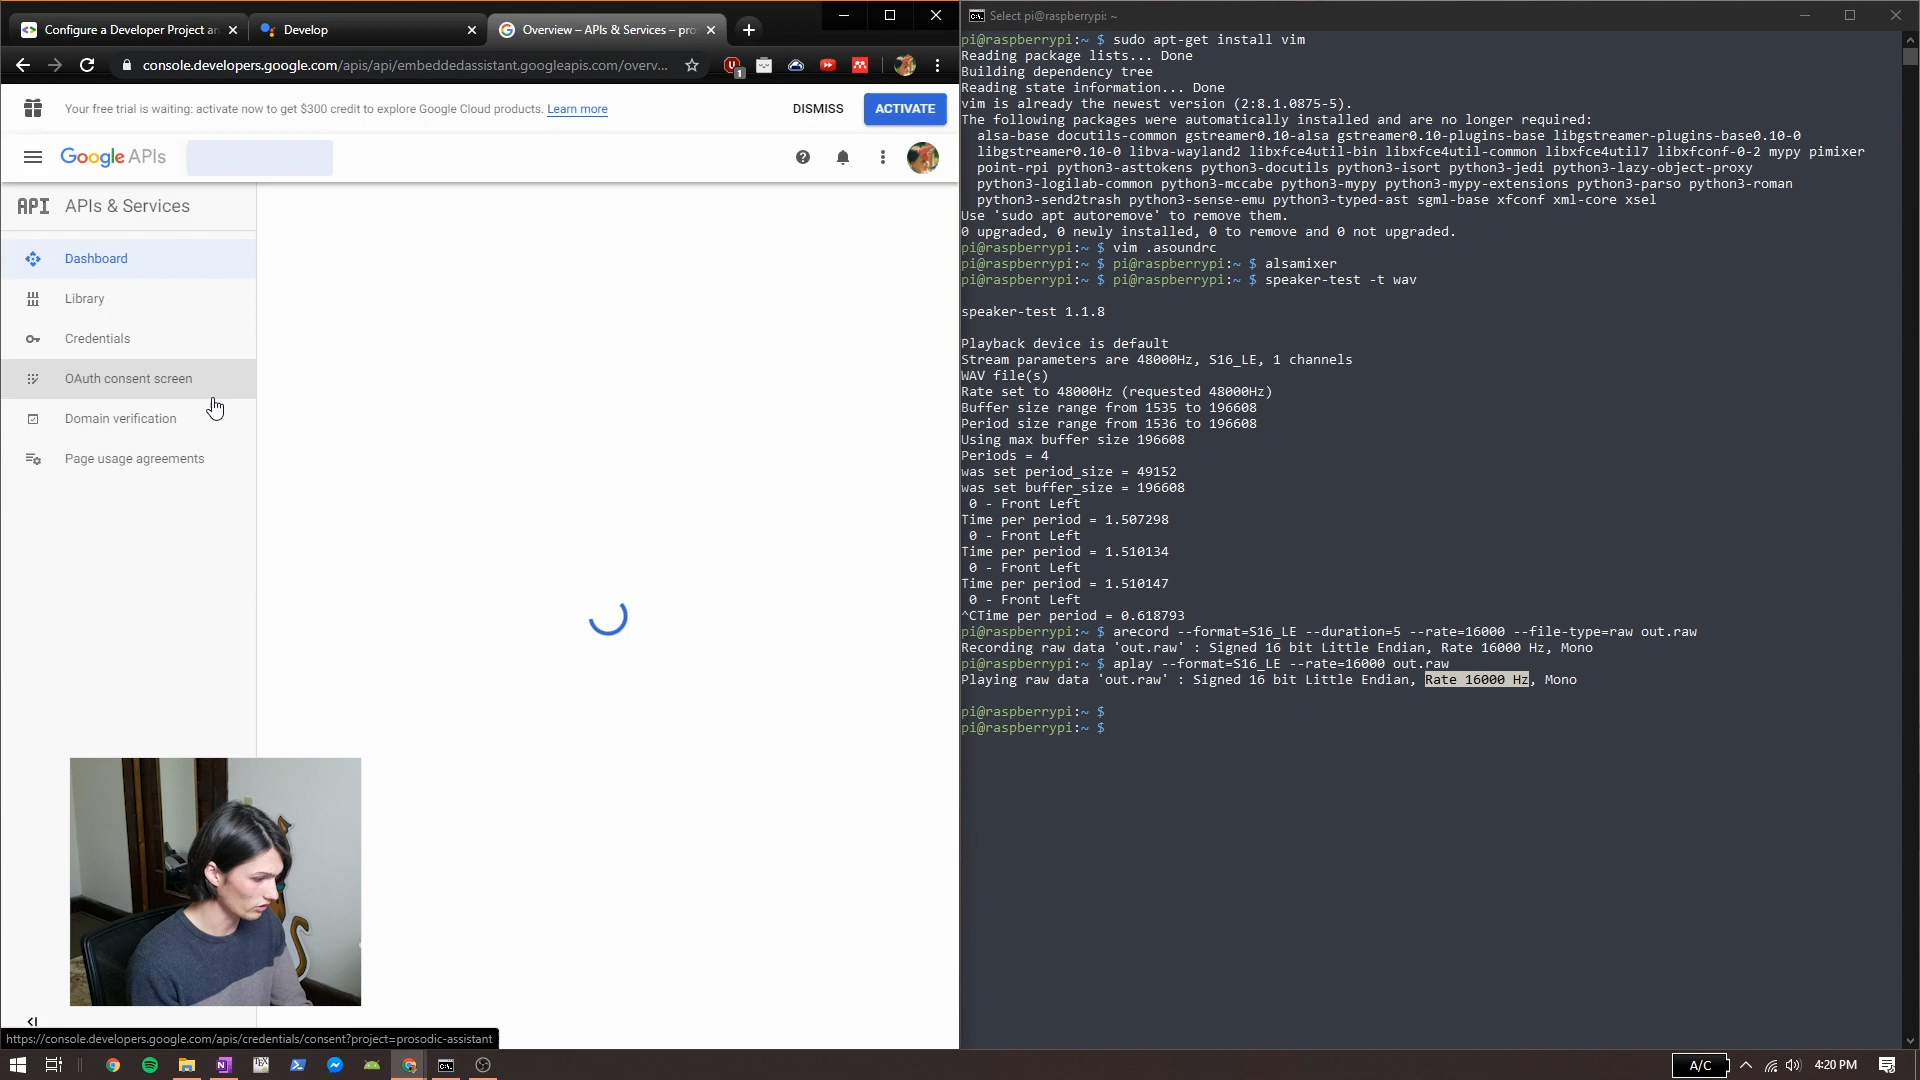 Configure a Developer Project an
Develop
Overview – APIs & Services – pro
console.developers.google.com/apis/api/embeddedassistant.googleapis.com/overv...
1
Your free trial is waiting: activate now to get $300 credit to explore Google Cloud products. Learn more
DISMISS
ACTIVATE
Google APIs
API APIs & Services
Dashboard
Library
Credentials
OAuth consent screen
Domain verification
Page usage agreements
https://console.developers.google.com/apis/credentials/consent?project=prosodic-assistant
Select pi@raspberrypi: ~
pi@raspberrypi:~ $ sudo apt-get install vim
Reading package lists... Done
Building dependency tree
Reading state information... Done
vim is already the newest version (2:8.1.0875-5).
The following packages were automatically installed and are no longer required:
alsa-base docutils-common gstreamer0.10-alsa gstreamer0.10-plugins-base libgstreamer-plugins-base0.10-0
libgstreamer0.10-0 libva-wayland2 libxfce4util-bin libxfce4util-common libxfce4util7 libxfconf-0-2 mypy pimixer
point-rpi python3-asttokens python3-docutils python3-isort python3-jedi python3-lazy-object-proxy
python3-logilab-common python3-mccabe python3-mypy python3-mypy-extensions python3-parso python3-roman
python3-send2trash python3-sense-emu python3-typed-ast sgml-base xfconf xml-core xsel
Use 'sudo apt autoremove' to remove them.
0 upgraded, 0 newly installed, 0 to remove and 0 not upgraded.
pi@raspberrypi:~ $ vim .asoundrc
pi@raspberrypi:~ $ pi@raspberrypi:~ $ alsamixer
pi@raspberrypi:~ $ pi@raspberrypi:~ $ speaker-test -t wav
speaker-test 1.1.8
Playback device is default
Stream parameters are 48000Hz, S16_LE, 1 channels
WAV file(s)
Rate set to 48000Hz (requested 48000Hz)
Buffer size range from 1535 to 196608
Period size range from 1536 to 196608
Using max buffer size 196608
Periods = 4
was set period_size = 49152
was set buffer_size = 196608
0 - Front Left
Time per period = 1.507298
0 - Front Left
Time per period = 1.510134
0 - Front Left
Time per period = 1.510147
0 - Front Left
^CTime per period = 0.618793
pi@raspberrypi:~ $ arecord --format=S16_LE --duration=5 --rate=16000 --file-type=raw out.raw
Recording raw data 'out.raw' : Signed 16 bit Little Endian, Rate 16000 Hz, Mono
pi@raspberrypi:~ $ aplay --format=S16_LE --rate=16000 out.raw
Playing raw data 'out.raw' : Signed 16 bit Little Endian, Rate 16000 Hz, Mono
pi@raspberrypi:~ $
pi@raspberrypi:~ $
A/C
4:20 PM